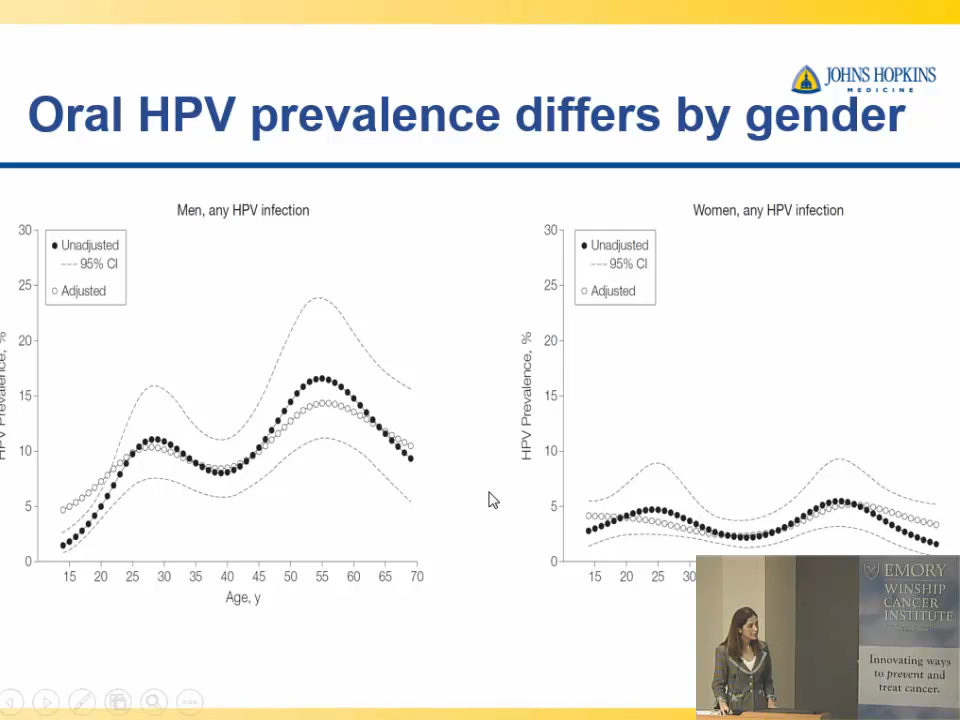 JOHNS HOPKINS
MEDICINE
Oral HPV prevalence differs by gender
Men, any HPV infection
30
25
20
15
10
5
0
HPV Prevalence, %
Unadjusted
95% CI
Adjusted
15 20 25 30 35 40 45 50 55 60 65 70
Age, y
Women, any HPV infection
30
25
20
15
10
5
0
HPV Prevalence, %
Unadjusted
95% CI
Adjusted
15 20 25 30
EMORY
WINSHIP
CANCER
INSTITUTE
Innovating ways
to prevent and
treat cancer.